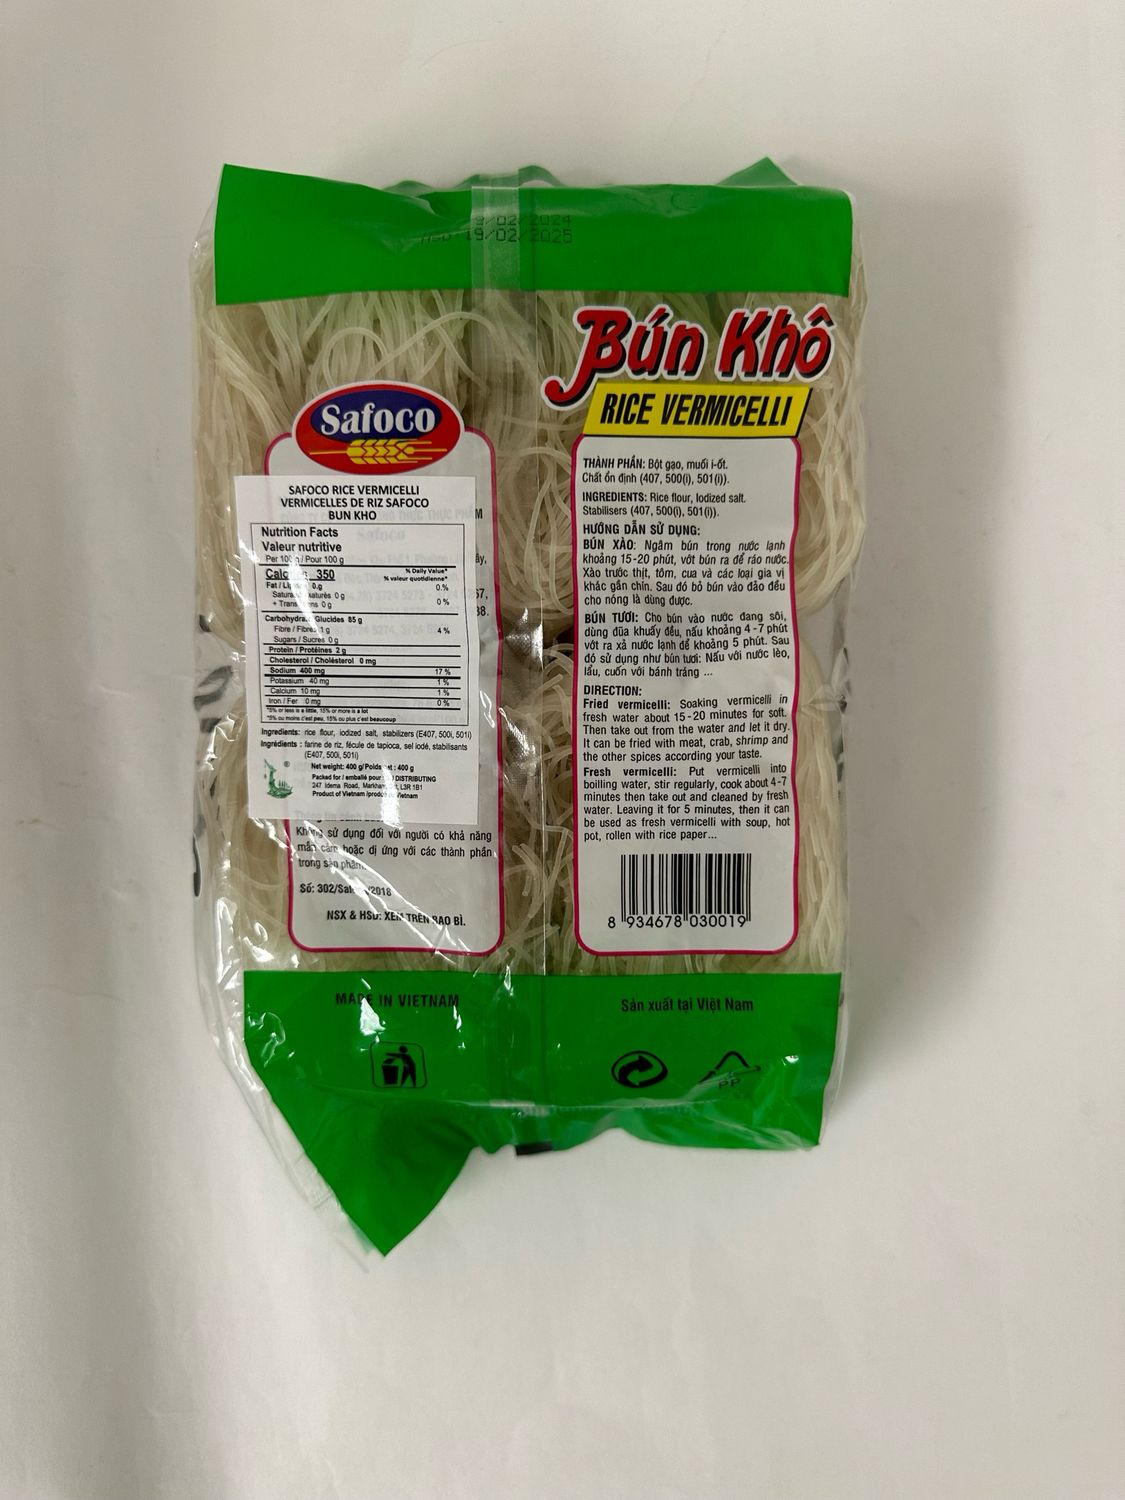 9/02/2024
HSD 19/02/2025
Bún Khô
RICE VERMICELLI
Safoco
SAFOCO RICE VERMICELLI
VERMICELLES DE RIZ SAFOCO
BUN KHO
Nutrition Facts
Valeur nutritive
Per 100 g / Pour 100 g
% Daily Value*
% valeur quotidienne*
350
Fat / 0.g 0.%
0 g
+ Trans 0 g 0 %
Glucides 85 g
Fibre / Fibres 1 g 4 %
Sugars / Sucres 0 g
Protein / Protéines 2 g
Cholesterol / Choléstérol 0 mg
Sodium 400 mg 17 %
Potassium 40 mg 1 %
Calcium 10 mg 1 %
Iron / Fer 0 mg 0 %
*5% or less is a little, 15% or more is a lot
*5% ou moins c'est peu, 15% ou plus c'est beaucoup
Ingredients: rice flour, iodized salt, stabilizers (E407, 500i, 501i)
Ingrédients : farine de riz, fécule de tapioca, sel iodé, stabilisants
(E407, 500i, 501i)
Net weight: 400 g/ : 400 g
Packed for / emballé pour DISTRIBUTING
247 Idema Road, L3R 1B1
Product of Vietnam Vietnam
Không sử dụng đối với người có khả năng
mẫn cảm hoặc dị ứng với các thành phần
trong sản phẩm.
Số: 302/ /2018
NSX & HSD: XEM TRÊN BAO BÌ.
THÀNH PHẦN: Bột gạo, muối i-ốt.
Chất ổn định (407, 500(i), 501(i)).
INGREDIENTS: Rice flour, Iodized salt.
Stabilisers (407, 500(i), 501(i)).
HƯỚNG DẪN SỬ DỤNG:
BÚN XÀO: Ngâm bún trong nước lạnh
khoảng 15-20 phút, vớt bún ra để ráo nước.
Xào trước thịt, tôm, cua và các loại gia vị
khác gần chín. Sau đó bỏ bún vào đảo đều
cho nóng là dùng được.
BÚN TƯƠI: Cho bún vào nước đang sôi,
dùng đũa khuấy đều, nấu khoảng 4 - 7 phút
vớt ra xả nước lạnh để khoảng 5 phút. Sau
đó sử dụng như bún tươi: Nấu với nước lèo,
lẩu, cuốn với bánh tráng ...
DIRECTION:
Fried vermicelli: Soaking vermicelli in
fresh water about 15 - 20 minutes for soft.
Then take out from the water and let it dry.
It can be fried with meat, crab, shrimp and
the other spices according your taste.
Fresh vermicelli: Put vermicelli into
boilling water, stir regularly, cook about 4 -7
minutes then take out and cleaned by fresh
water. Leaving it for 5 minutes, then it can
be used as fresh vermicelli with soup, hot
pot, rollen with rice paper...
8 934678 030019
MADE IN VIETNAM
Sản xuất tại Việt Nam
PP